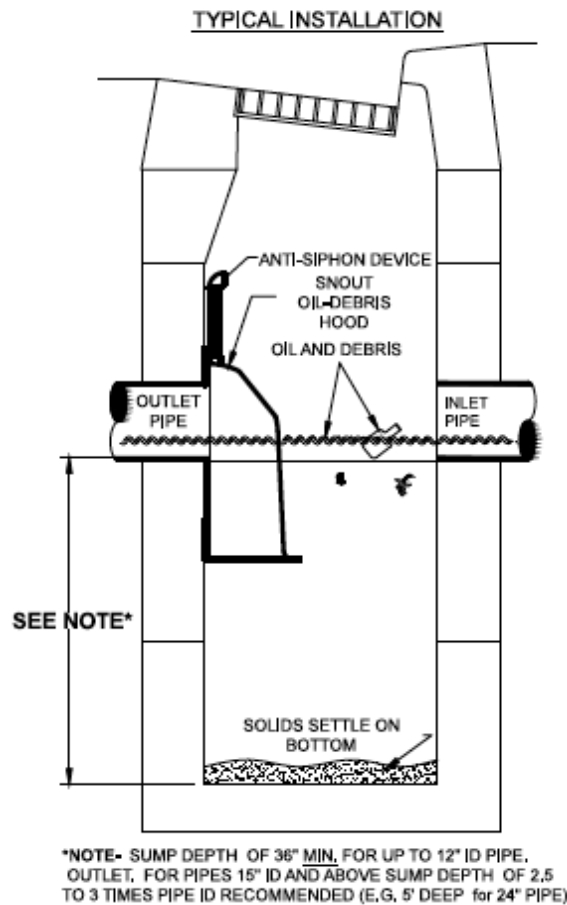 TYPICAL INSTALLATION
ANTI-SIPHON DEVICE
SNOUT
OIL-DEBRIS
HOOD
OIL AND DEBRIS
OUTLET
PIPE
INLET
PIPE
SEE NOTE*
SOLIDS SETTLE ON
BOTTOM
*NOTE- SUMP DEPTH OF 36" MIN. FOR UP TO 12" ID PIPE,
OUTLET. FOR PIPES 15" ID AND ABOVE SUMP DEPTH OF 2.5
TO 3 TIMES PIPE ID RECOMMENDED (E.G. 5' DEEP for 24" PIPE)